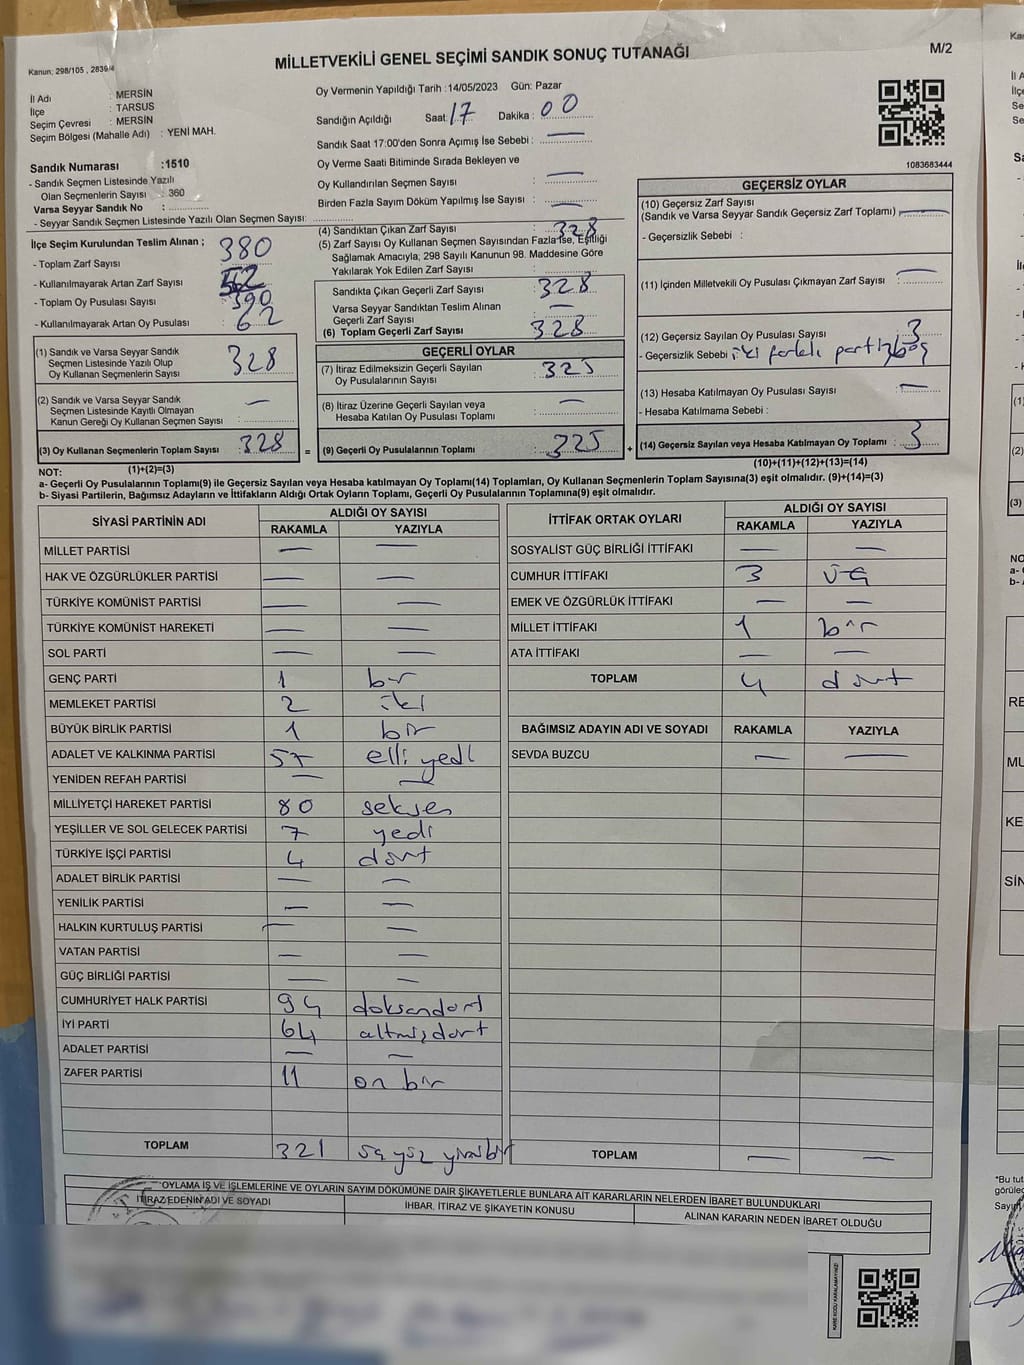 MİLLETVEKİLİ GENEL SEÇİMİ SANDIK SONUÇ TUTANAĞI
M/2
Kanun; 298/105 , 2839/4
İl Adı : MERSİN
İlçe : TARSUS
Seçim Çevresi : MERSİN
Seçim Bölgesi (Mahalle Adı) : YENİ MAH.
Sandık Numarası :1510
- Sandık Seçmen Listesinde Yazılı
Olan Seçmenlerin Sayısı : 360
Varsa Seyyar Sandık No :
- Seyyar Sandık Seçmen Listesinde Yazılı Olan Seçmen Sayısı:
Oy Vermenin Yapıldığı Tarih :14/05/2023 Gün: Pazar
Sandığın Açıldığı Saat: 17 Dakika : 00
Sandık Saat 17:00'den Sonra Açımış İse Sebebi : —
Oy Verme Saati Bitiminde Sırada Bekleyen ve
Oy Kullandırılan Seçmen Sayısı : —
Birden Fazla Sayım Döküm Yapılmış İse Sayısı : —
1083683444
İlçe Seçim Kurulundan Teslim Alınan ;
- Toplam Zarf Sayısı : 380
- Kullanılmayarak Artan Zarf Sayısı : 52
- Toplam Oy Pusulası Sayısı : 390
- Kullanılmayarak Artan Oy Pusulası : 62
(1) Sandık ve Varsa Seyyar Sandık
Seçmen Listesinde Yazılı Olup
Oy Kullanan Seçmenlerin Sayısı : 328
(2) Sandık ve Varsa Seyyar Sandık
Seçmen Listesinde Kayıtlı Olmayan
Kanun Gereği Oy Kullanan Seçmen Sayısı : —
(3) Oy Kullanan Seçmenlerin Toplam Sayısı : 328
(4) Sandıktan Çıkan Zarf Sayısı : 328
(5) Zarf Sayısı Oy Kullanan Seçmen Sayısından Fazla İse, Eşitliği
Sağlamak Amacıyla, 298 Sayılı Kanunun 98. Maddesine Göre
Yakılarak Yok Edilen Zarf Sayısı :
Sandıkta Çıkan Geçerli Zarf Sayısı : 328
Varsa Seyyar Sandıktan Teslim Alınan
Geçerli Zarf Sayısı : —
(6) Toplam Geçerli Zarf Sayısı : 328
GEÇERLİ OYLAR
(7) İtiraz Edilmeksizin Geçerli Sayılan
Oy Pusulalarının Sayısı : 325
(8) İtiraz Üzerine Geçerli Sayılan veya
Hesaba Katılan Oy Pusulası Toplamı : —
= (9) Geçerli Oy Pusulalarının Toplamı : 325 +
GEÇERSİZ OYLAR
(10) Geçersiz Zarf Sayısı
(Sandık ve Varsa Seyyar Sandık Geçersiz Zarf Toplamı) : —
- Geçersizlik Sebebi :
(11) İçinden Milletvekili Oy Pusulası Çıkmayan Zarf Sayısı : —
(12) Geçersiz Sayılan Oy Pusulası Sayısı : 3
- Geçersizlik Sebebi : iki farklı parti
(13) Hesaba Katılmayan Oy Pusulası Sayısı : —
- Hesaba Katılmama Sebebi :
(14) Geçersiz Sayılan veya Hesaba Katılmayan Oy Toplamı : 3
NOT: (1)+(2)=(3)
(10)+(11)+(12)+(13)=(14)
a- Geçerli Oy Pusulalarının Toplamı(9) ile Geçersiz Sayılan veya Hesaba katılmayan Oy Toplamı(14) Toplamları, Oy Kullanan Seçmenlerin Toplam Sayısına(3) eşit olmalıdır. (9)+(14)=(3)
b- Siyasi Partilerin, Bağımsız Adayların ve İttifakların Aldığı Ortak Oyların Toplamı, Geçerli Oy Pusulalarının Toplamına(9) eşit olmalıdır.
SİYASİ PARTİNİN ADI ALDIĞI OY SAYISI
RAKAMLA YAZIYLA
MİLLET PARTİSİ — —
HAK VE ÖZGÜRLÜKLER PARTİSİ — —
TÜRKİYE KOMÜNİST PARTİSİ — —
TÜRKİYE KOMÜNİST HAREKETİ — —
SOL PARTİ — —
GENÇ PARTİ 1 bir
MEMLEKET PARTİSİ 2 iki
BÜYÜK BİRLİK PARTİSİ 1 bir
ADALET VE KALKINMA PARTİSİ 57 elli yedi
YENİDEN REFAH PARTİSİ — —
MİLLİYETÇİ HAREKET PARTİSİ 80 seksen
YEŞİLLER VE SOL GELECEK PARTİSİ 7 yedi
TÜRKİYE İŞÇİ PARTİSİ 4 dört
ADALET BİRLİK PARTİSİ — —
YENİLİK PARTİSİ — —
HALKIN KURTULUŞ PARTİSİ — —
VATAN PARTİSİ — —
GÜÇ BİRLİĞİ PARTİSİ — —
CUMHURİYET HALK PARTİSİ 94 doksandört
İYİ PARTİ 64 altmışdört
ADALET PARTİSİ — —
ZAFER PARTİSİ 11 on bir
TOPLAM 321
İTTİFAK ORTAK OYLARI ALDIĞI OY SAYISI
RAKAMLA YAZIYLA
SOSYALİST GÜÇ BİRLİĞİ İTTİFAKI — —
CUMHUR İTTİFAKI 3 üç
EMEK VE ÖZGÜRLÜK İTTİFAKI — —
MİLLET İTTİFAKI 1 bir
ATA İTTİFAKI — —
TOPLAM 4 dört
BAĞIMSIZ ADAYIN ADI VE SOYADI RAKAMLA YAZIYLA
SEVDA BUZCU — —
TOPLAM — —
OYLAMA İŞ VE İŞLEMLERİNE VE OYLARIN SAYIM DÖKÜMÜNE DAİR ŞİKAYETLERLE BUNLARA AİT KARARLARIN NELERDEN İBARET BULUNDUKLARI
İTİRAZ EDENİN ADI VE SOYADI
İHBAR, İTİRAZ VE ŞİKAYETİN KONUSU
ALINAN KARARIN NEDEN İBARET OLDUĞU
KARE KODU KARALAMAYINIZ!